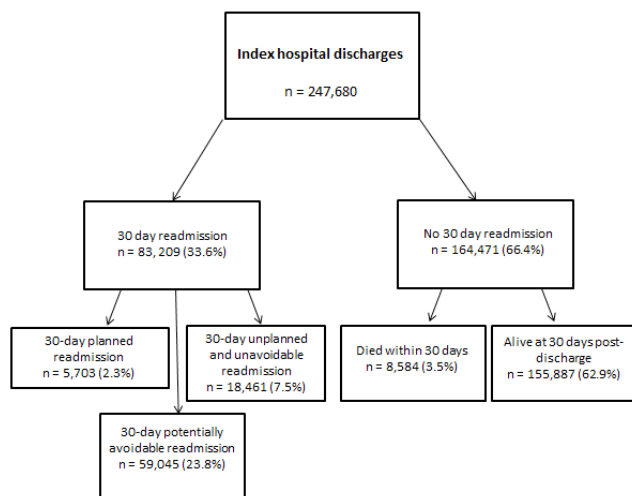 Index hospital discharges
n = 247,680
30 day readmission
n = 83, 209 (33.6%)
No 30 day readmission
n = 164,471 (66.4%)
30-day planned
readmission
n = 5,703 (2.3%)
30-day unplanned
and unavoidable
readmission
n = 18,461 (7.5%)
Died within 30 days
n = 8,584 (3.5%)
Alive at 30 days post-
discharge
n = 155,887 (62.9%)
30-day potentially
avoidable readmission
n = 59,045 (23.8%)